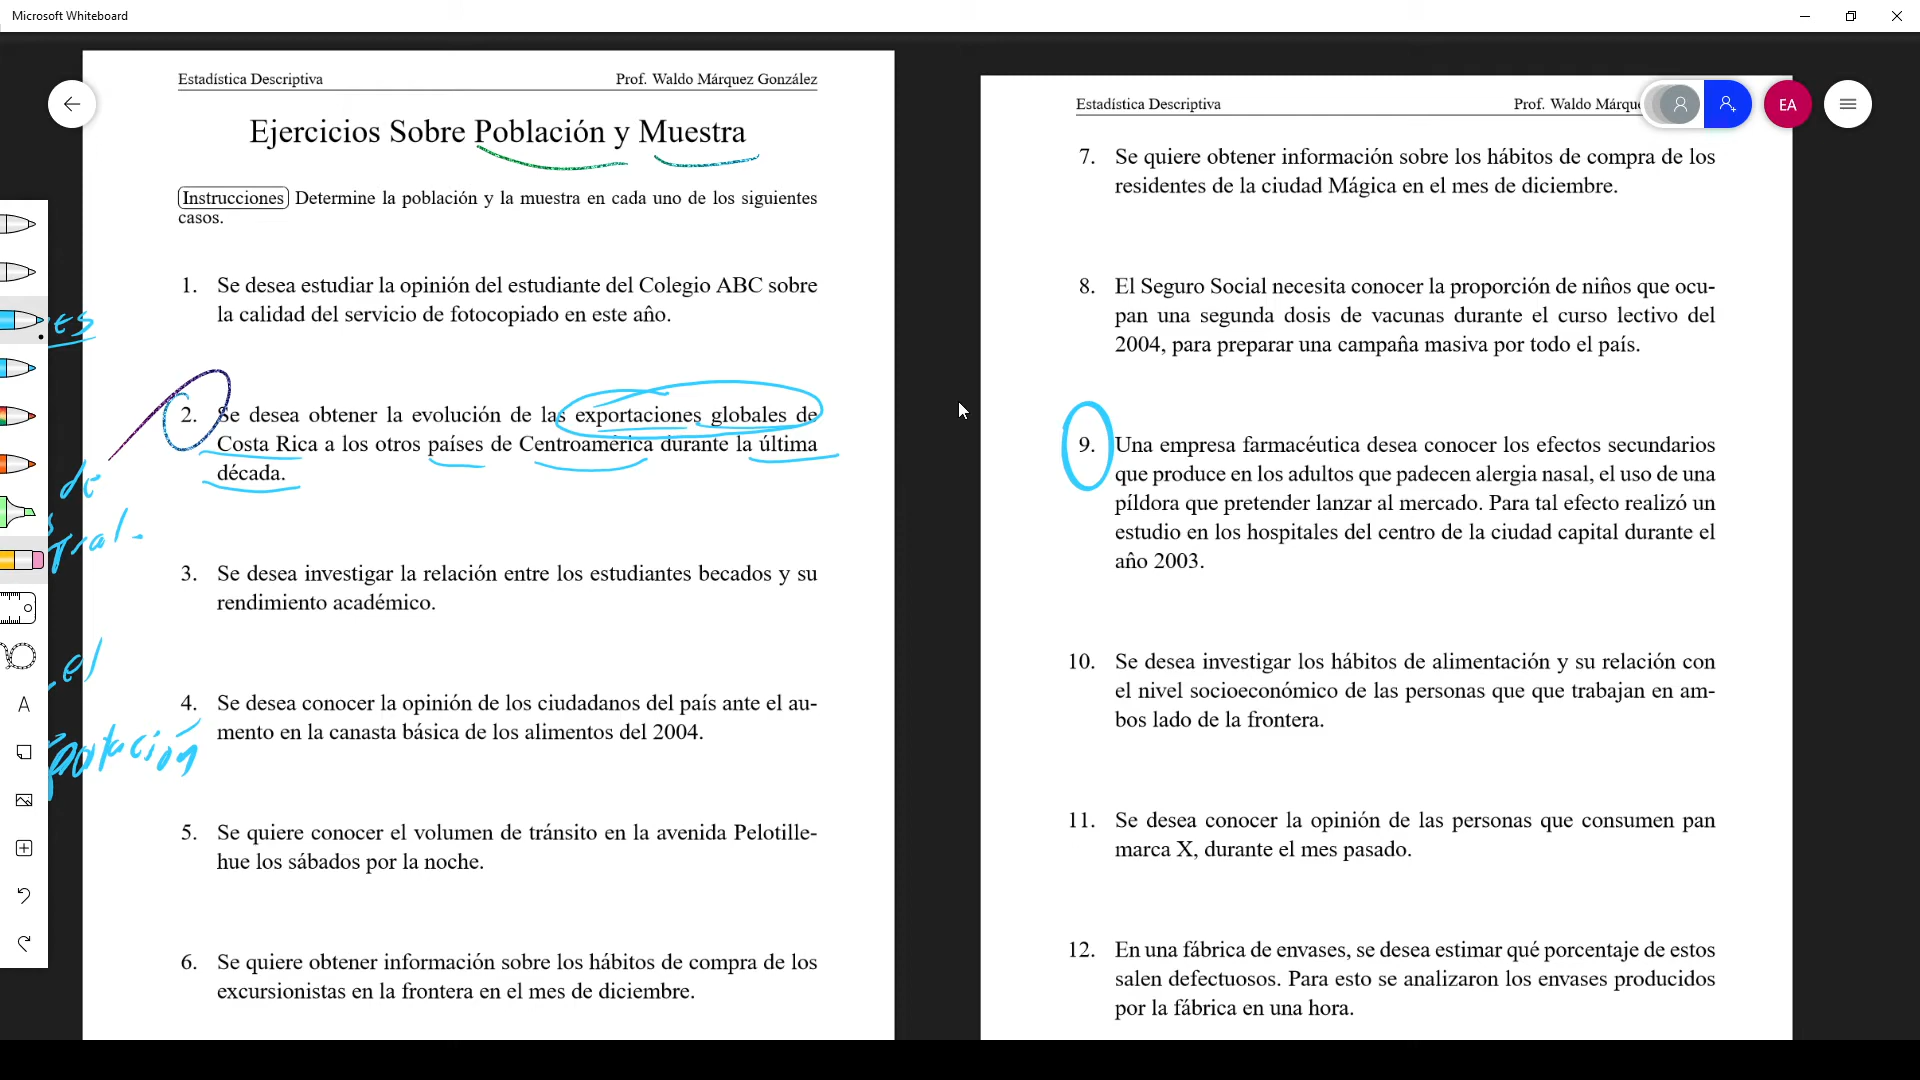 Microsoft Whiteboard
Estadística Descriptiva Prof. Waldo Márquez González
Ejercicios Sobre Población y Muestra
Instrucciones Determine la población y la muestra en cada uno de los siguientes
casos.
1. Se desea estudiar la opinión del estudiante del Colegio ABC sobre
la calidad del servicio de fotocopiado en este año.
2. Se desea obtener la evolución de las exportaciones globales de
Costa Rica a los otros países de Centroamérica durante la última
década.
3. Se desea investigar la relación entre los estudiantes becados y su
rendimiento académico.
4. Se desea conocer la opinión de los ciudadanos del país ante el au-
mento en la canasta básica de los alimentos del 2004.
5. Se quiere conocer el volumen de tránsito en la avenida Pelotille-
hue los sábados por la noche.
6. Se quiere obtener información sobre los hábitos de compra de los
excursionistas en la frontera en el mes de diciembre.
es
de
tral.
el
portación
A
Estadística Descriptiva Prof. Waldo Márque
EA
7. Se quiere obtener información sobre los hábitos de compra de los
residentes de la ciudad Mágica en el mes de diciembre.
8. El Seguro Social necesita conocer la proporción de niños que ocu-
pan una segunda dosis de vacunas durante el curso lectivo del
2004, para preparar una campaña masiva por todo el país.
9. Una empresa farmacéutica desea conocer los efectos secundarios
que produce en los adultos que padecen alergia nasal, el uso de una
píldora que pretender lanzar al mercado. Para tal efecto realizó un
estudio en los hospitales del centro de la ciudad capital durante el
año 2003.
10. Se desea investigar los hábitos de alimentación y su relación con
el nivel socioeconómico de las personas que que trabajan en am-
bos lado de la frontera.
11. Se desea conocer la opinión de las personas que consumen pan
marca X, durante el mes pasado.
12. En una fábrica de envases, se desea estimar qué porcentaje de estos
salen defectuosos. Para esto se analizaron los envases producidos
por la fábrica en una hora.